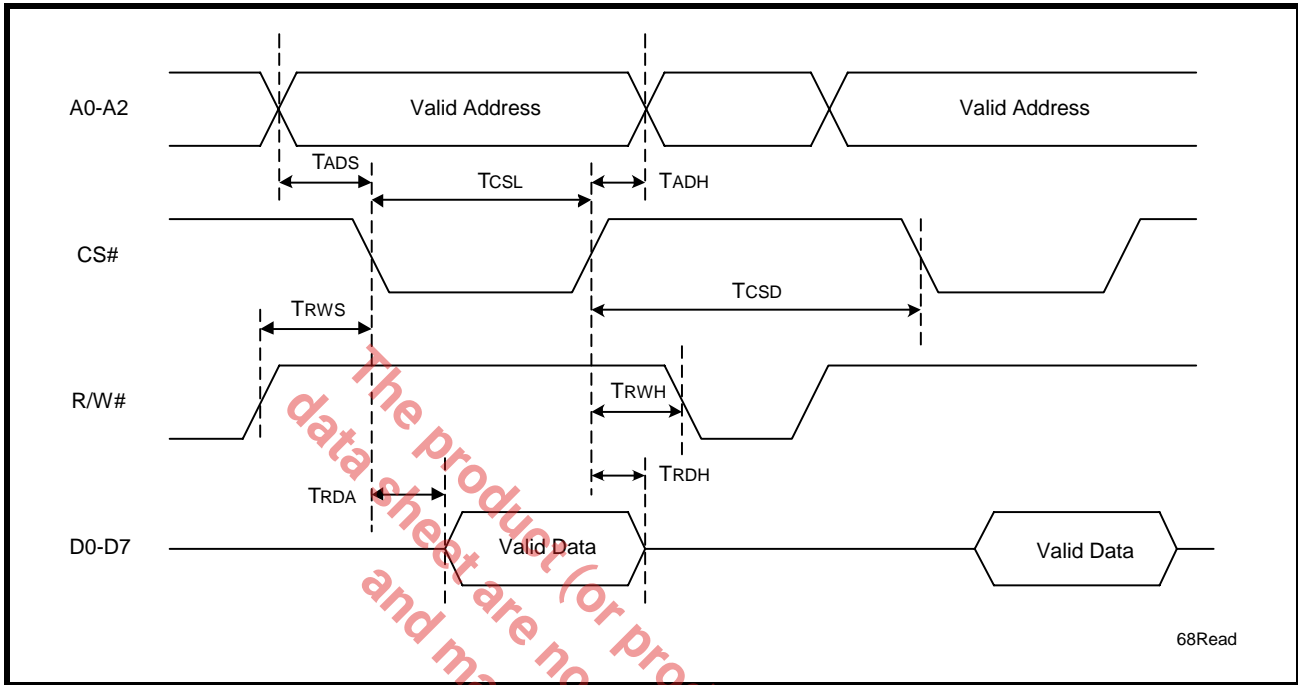 A0-A2
Valid Address
Valid Address
TADS
TCSL
TADH
CS#
TCSD
TRWS
R/W#
TRWH
TRDA
TRDH
D0-D7
Valid Data
Valid Data
68Read
The product (or pro
data sheet are no
and ma